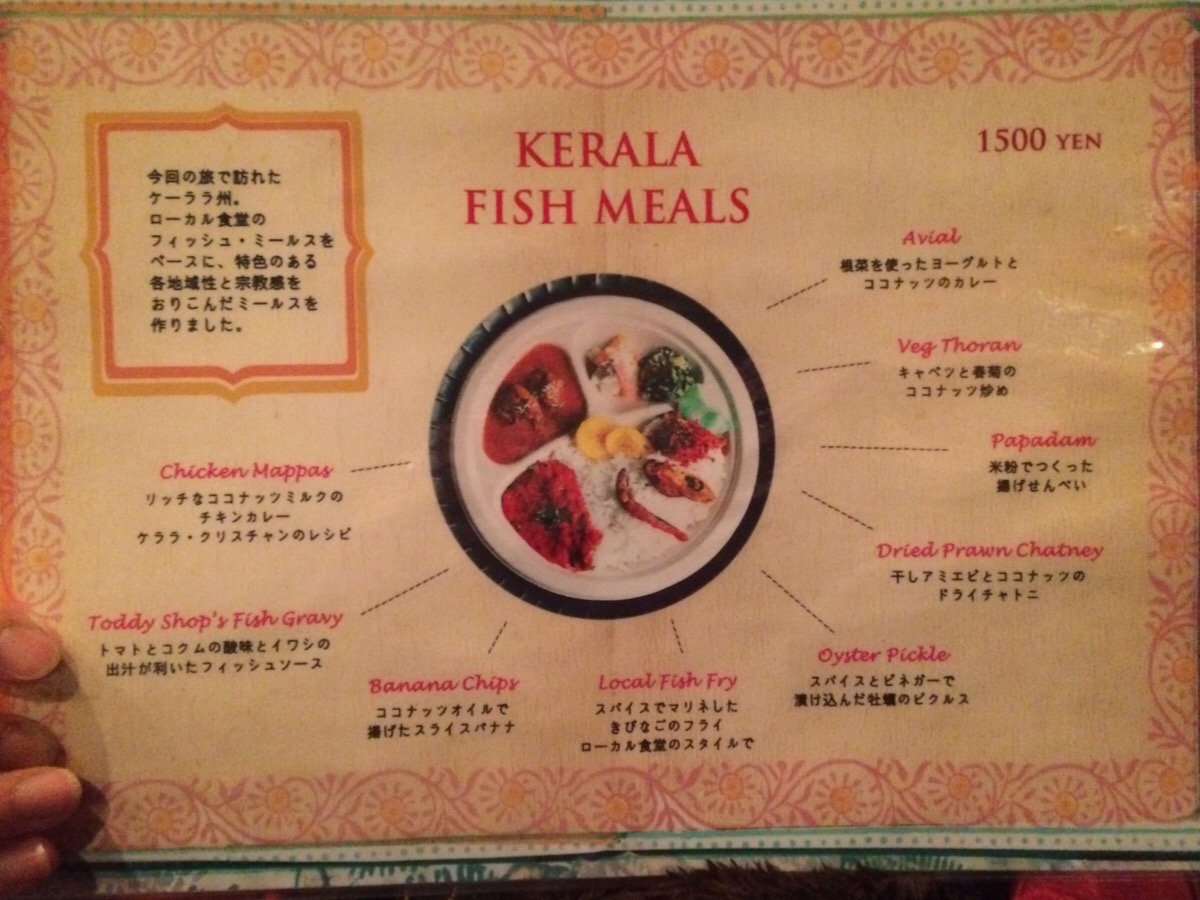 KERALA
FISH MEALS
1500 YEN
今回の旅で訪れた
ケーララ州。
ローカル食堂の
フィッシュ・ミールスを
ベースに、特色のある
各地域性と宗教感を
おりこんだミールスを
作りました。
Avial
根菜を使ったヨーグルトと
ココナッツのカレー
Veg Thoran
キャベツと春菊の
ココナッツ炒め
Papadam
米粉でつくった
揚げせんべい
Dried Prawn Chatney
干しアミエビとココナッツの
ドライチャトニ
Oyster Pickle
スパイスとビネガーで
漬け込んだ牡蠣のピクルス
Local Fish Fry
スパイスでマリネした
きびなごのフライ
ローカル食堂のスタイルで
Banana Chips
ココナッツオイルで
揚げたスライスバナナ
Toddy Shop's Fish Gravy
トマトとコクムの酸味とイワシの
出汁が利いたフィッシュソース
Chicken Mappas
リッチなココナッツミルクの
チキンカレー
ケララ・クリスチャンのレシピ